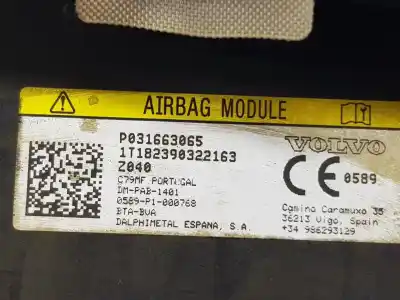 AIRBAG MODULE
P031663065
1T182390322163
Z040
C79MF PORTUGAL
DM-PAB-1401
0589-P1-000768
BTA-BVA
DALPHIMETAL ESPANA, S.A.
VOLVO
CE 0589
Camino Caramuxo 35
36213 Vigo, Spain
+34 986293129